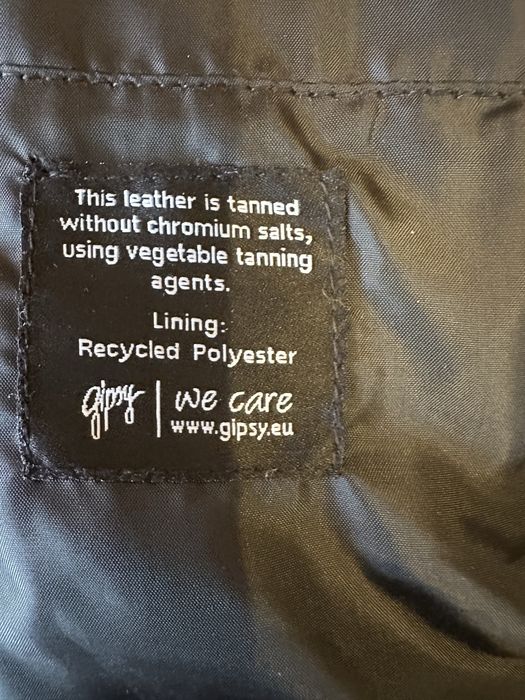 This leather is tanned
without chromium salts,
using vegetable tanning
agents.
Lining:
Recycled Polyester
gipsy | we care
www.gipsy.eu